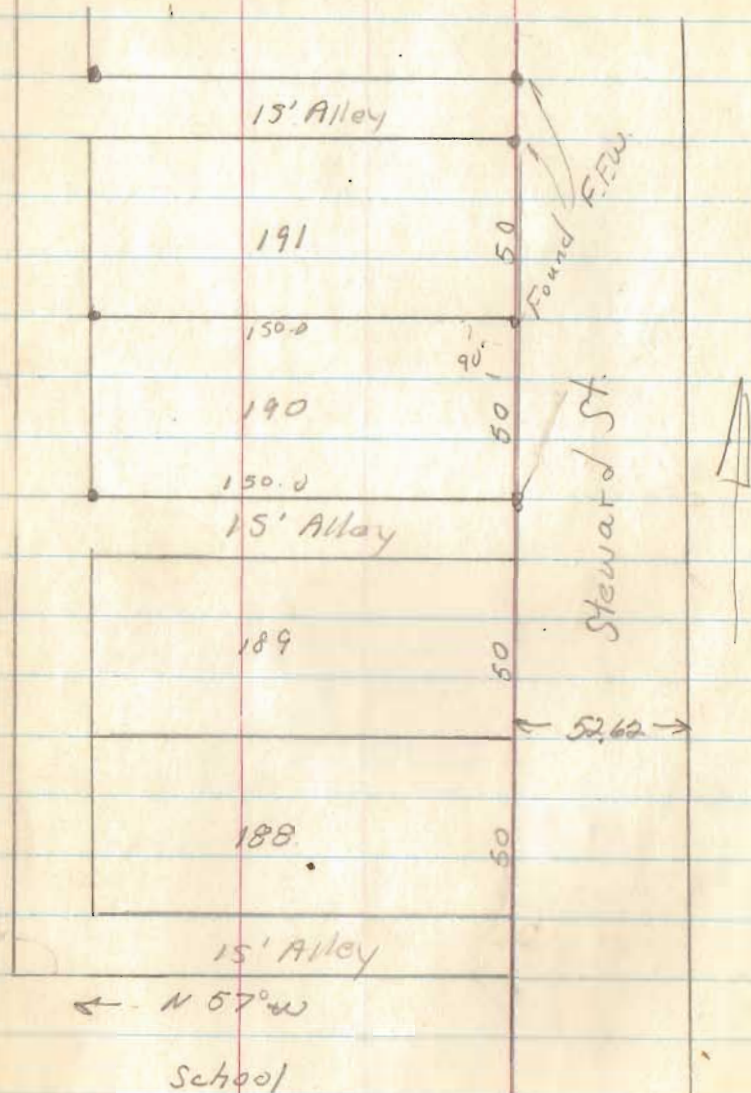 15' Alley
191
50
Found F.F.W.
150.0
90°
190
50
150.0
15' Alley
Steward St.
189
50
← 52.62 →
188
50
15' Alley
← N 57° W
School